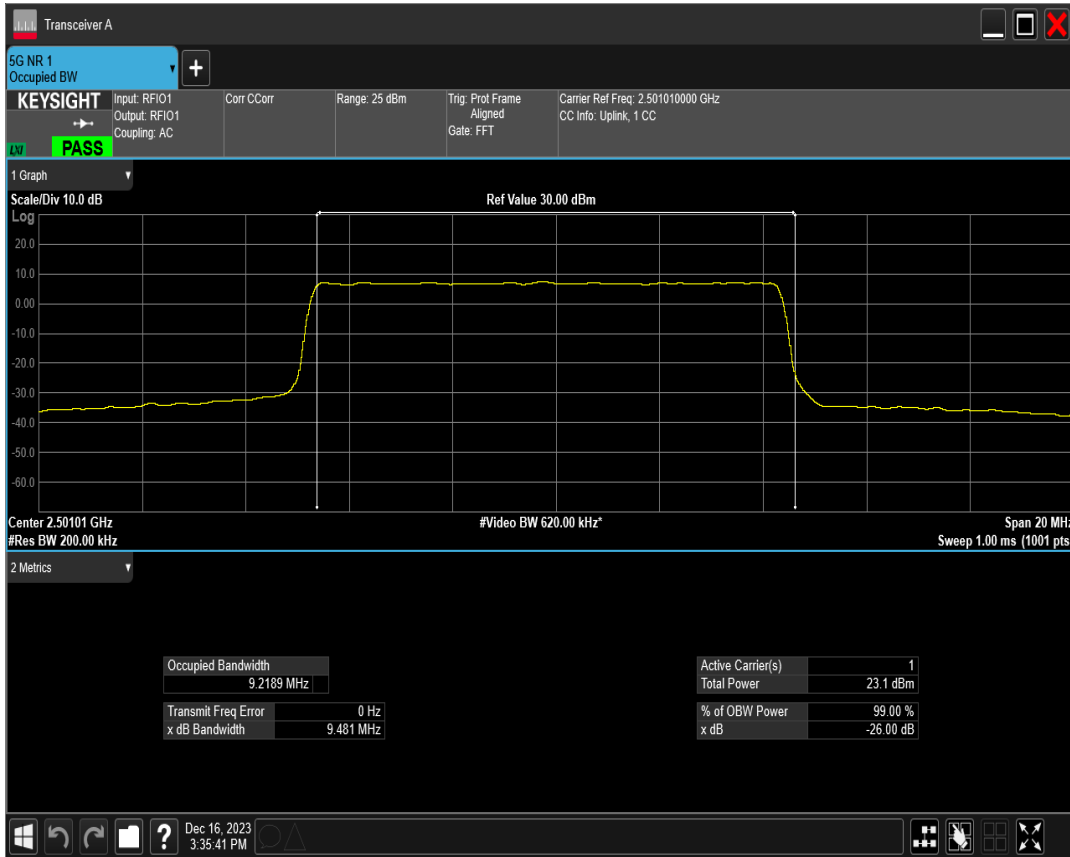 Transceiver A
5G NR 1
Occupied BW
+
KEYSIGHT
LXI
PASS
Input: RFIO1
Output: RFIO1
Coupling: AC
Corr CCorr
Range: 25 dBm
Trig: Prot Frame
Aligned
Gate: FFT
Carrier Ref Freq: 2.501010000 GHz
CC Info: Uplink, 1 CC
1 Graph
Scale/Div 10.0 dB
Ref Value 30.00 dBm
Log
20.0
10.0
0.00
-10.0
-20.0
-30.0
-40.0
-50.0
-60.0
Center 2.50101 GHz
#Video BW 620.00 kHz*
Span 20 MHz
#Res BW 200.00 kHz
Sweep 1.00 ms (1001 pts
2 Metrics
Occupied Bandwidth
9.2189 MHz
Transmit Freq Error 0 Hz
x dB Bandwidth 9.481 MHz
Active Carrier(s) 1
Total Power 23.1 dBm
% of OBW Power 99.00 %
x dB -26.00 dB
?
Dec 16, 2023
3:35:41 PM